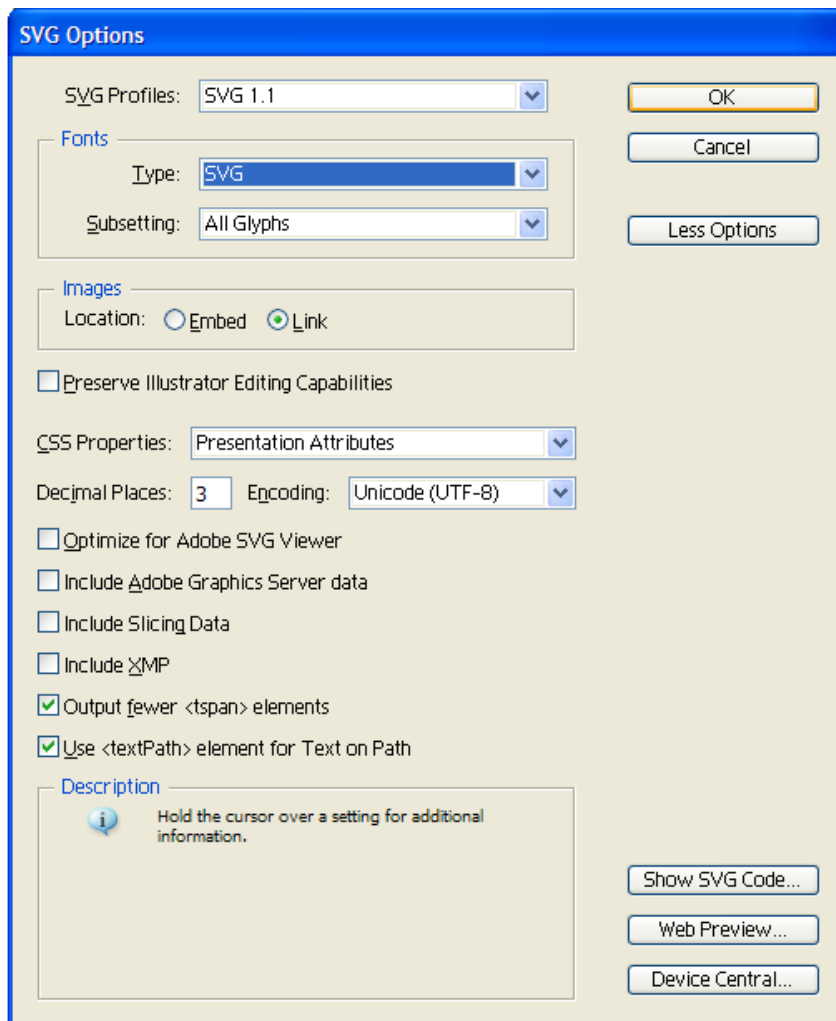 SVG Options
SVG Profiles: SVG 1.1
OK
Fonts
Cancel
Type: SVG
Subsetting: All Glyphs
Less Options
Images
Location: Embed Link
Preserve Illustrator Editing Capabilities
CSS Properties: Presentation Attributes
Decimal Places: 3 Encoding: Unicode (UTF-8)
Optimize for Adobe SVG Viewer
Include Adobe Graphics Server data
Include Slicing Data
Include XMP
Output fewer <tspan> elements
Use <textPath> element for Text on Path
Description
Hold the cursor over a setting for additional
information.
Show SVG Code...
Web Preview...
Device Central...